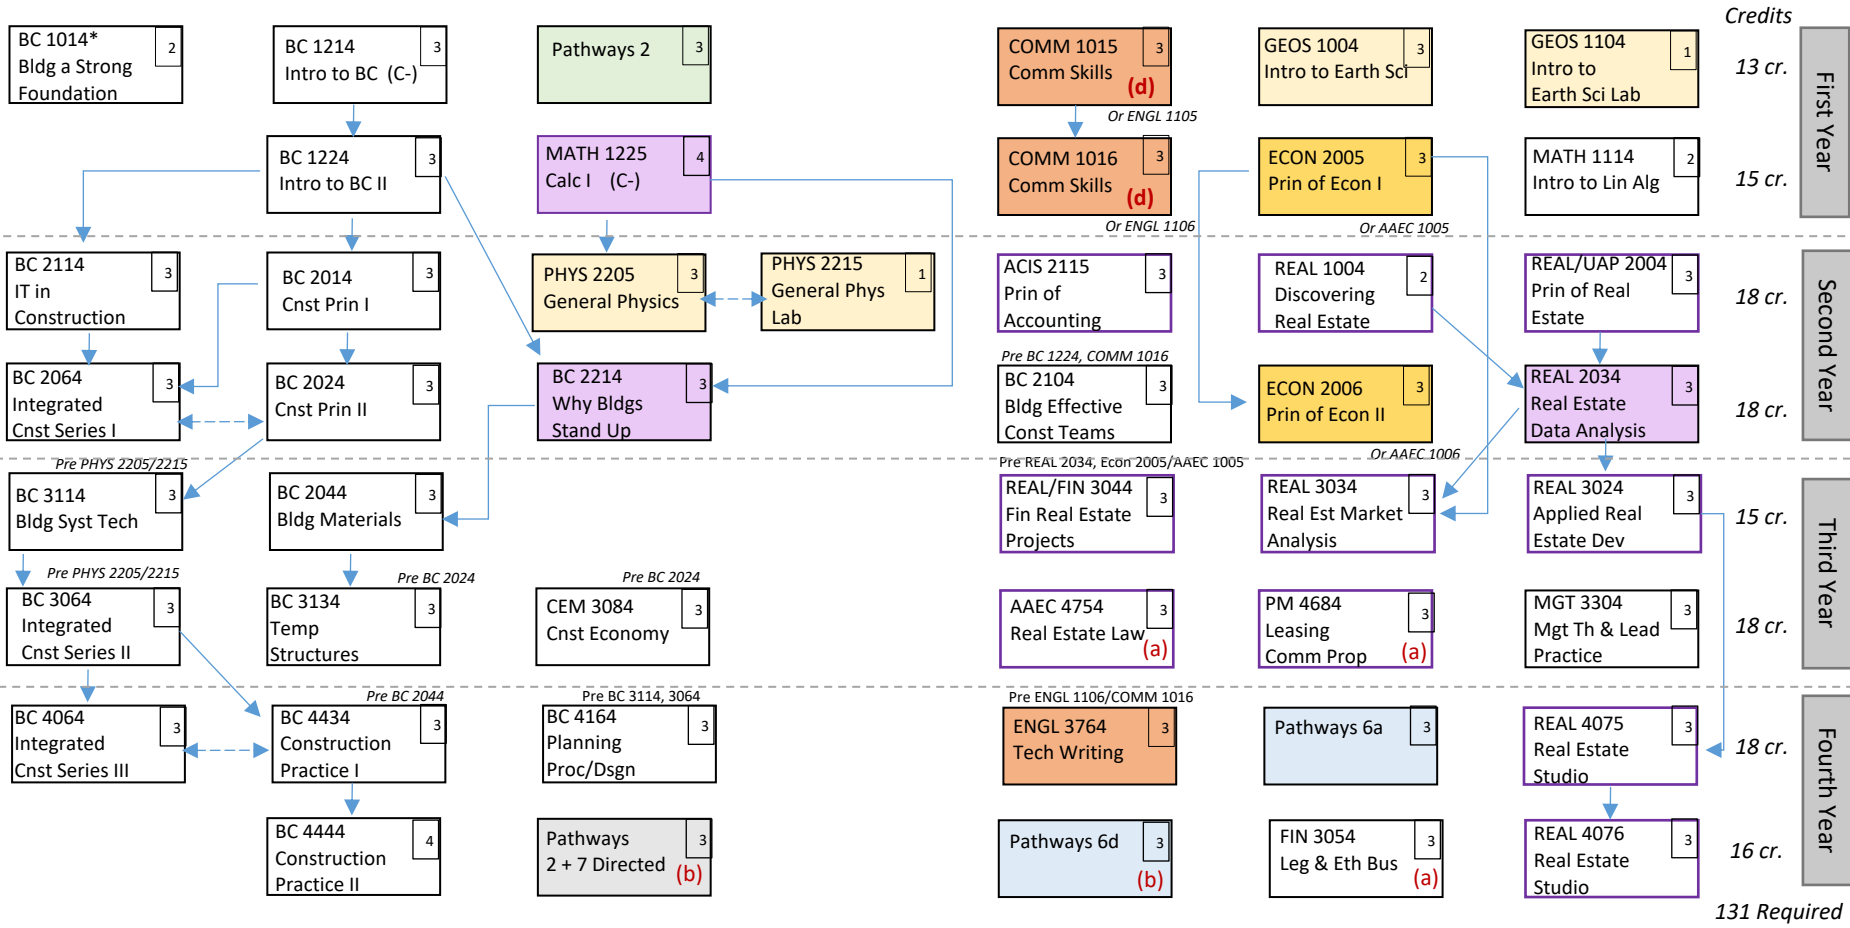 Credits
BC 1014*
Bldg a Strong
Foundation
2
BC 1214
Intro to BC (C-)
3
Pathways 2
3
COMM 1015
Comm Skills
3
(d)
Or ENGL 1105
GEOS 1004
Intro to Earth Sci
3
GEOS 1104
Intro to
Earth Sci Lab
1
13 cr.
First Year
BC 1224
Intro to BC II
3
MATH 1225
Calc I (C-)
4
COMM 1016
Comm Skills
3
(d)
Or ENGL 1106
ECON 2005
Prin of Econ I
3
Or AAEC 1005
MATH 1114
Intro to Lin Alg
2
15 cr.
BC 2114
IT in
Construction
3
BC 2014
Cnst Prin I
3
PHYS 2205
General Physics
3
PHYS 2215
General Phys
Lab
1
ACIS 2115
Prin of
Accounting
3
REAL 1004
Discovering
Real Estate
2
REAL/UAP 2004
Prin of Real
Estate
3
18 cr.
Second Year
BC 2064
Integrated
Cnst Series I
3
BC 2024
Cnst Prin II
3
BC 2214
Why Bldgs
Stand Up
3
Pre BC 1224, COMM 1016
BC 2104
Bldg Effective
Const Teams
3
ECON 2006
Prin of Econ II
3
Or AAEC 1006
REAL 2034
Real Estate
Data Analysis
3
18 cr.
Pre PHYS 2205/2215
BC 3114
Bldg Syst Tech
3
BC 2044
Bldg Materials
3
Pre REAL 2034, Econ 2005/AAEC 1005
REAL/FIN 3044
Fin Real Estate
Projects
3
REAL 3034
Real Est Market
Analysis
3
REAL 3024
Applied Real
Estate Dev
3
15 cr.
Third Year
Pre PHYS 2205/2215
BC 3064
Integrated
Cnst Series II
3
Pre BC 2024
BC 3134
Temp
Structures
3
Pre BC 2024
CEM 3084
Cnst Economy
3
AAEC 4754
Real Estate Law
3
(a)
PM 4684
Leasing
Comm Prop
3
(a)
MGT 3304
Mgt Th & Lead
Practice
3
18 cr.
BC 4064
Integrated
Cnst Series III
3
Pre BC 2044
BC 4434
Construction
Practice I
3
Pre BC 3114, 3064
BC 4164
Planning
Proc/Dsgn
3
Pre ENGL 1106/COMM 1016
ENGL 3764
Tech Writing
3
Pathways 6a
3
REAL 4075
Real Estate
Studio
3
18 cr.
Fourth Year
BC 4444
Construction
Practice II
4
Pathways
2 + 7 Directed
3
(b)
Pathways 6d
3
(b)
FIN 3054
Leg & Eth Bus
3
(a)
REAL 4076
Real Estate
Studio
3
16 cr.
131 Required